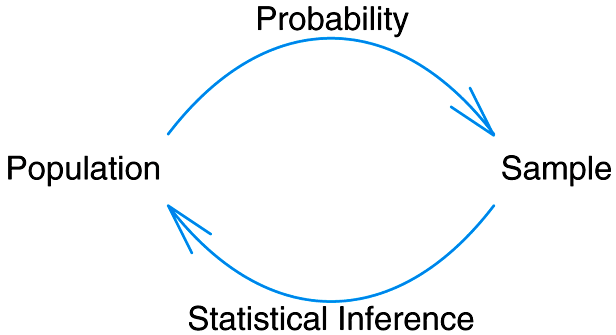 Probability
Population
Sample
Statistical Inference